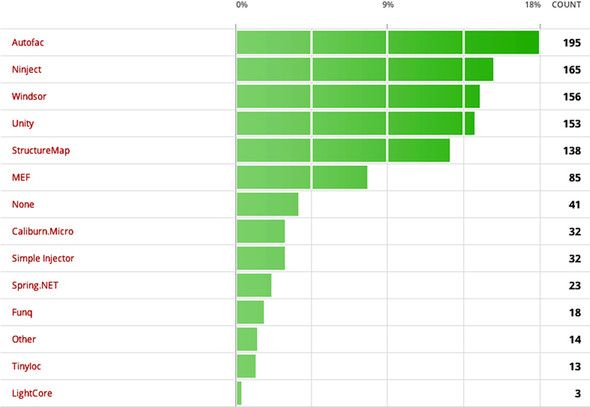 0% 9% 18% COUNT
Autofac 195
Ninject 165
Windsor 156
Unity 153
StructureMap 138
MEF 85
None 41
Caliburn.Micro 32
Simple Injector 32
Spring.NET 23
Funq 18
Other 14
TinyIoc 13
LightCore 3